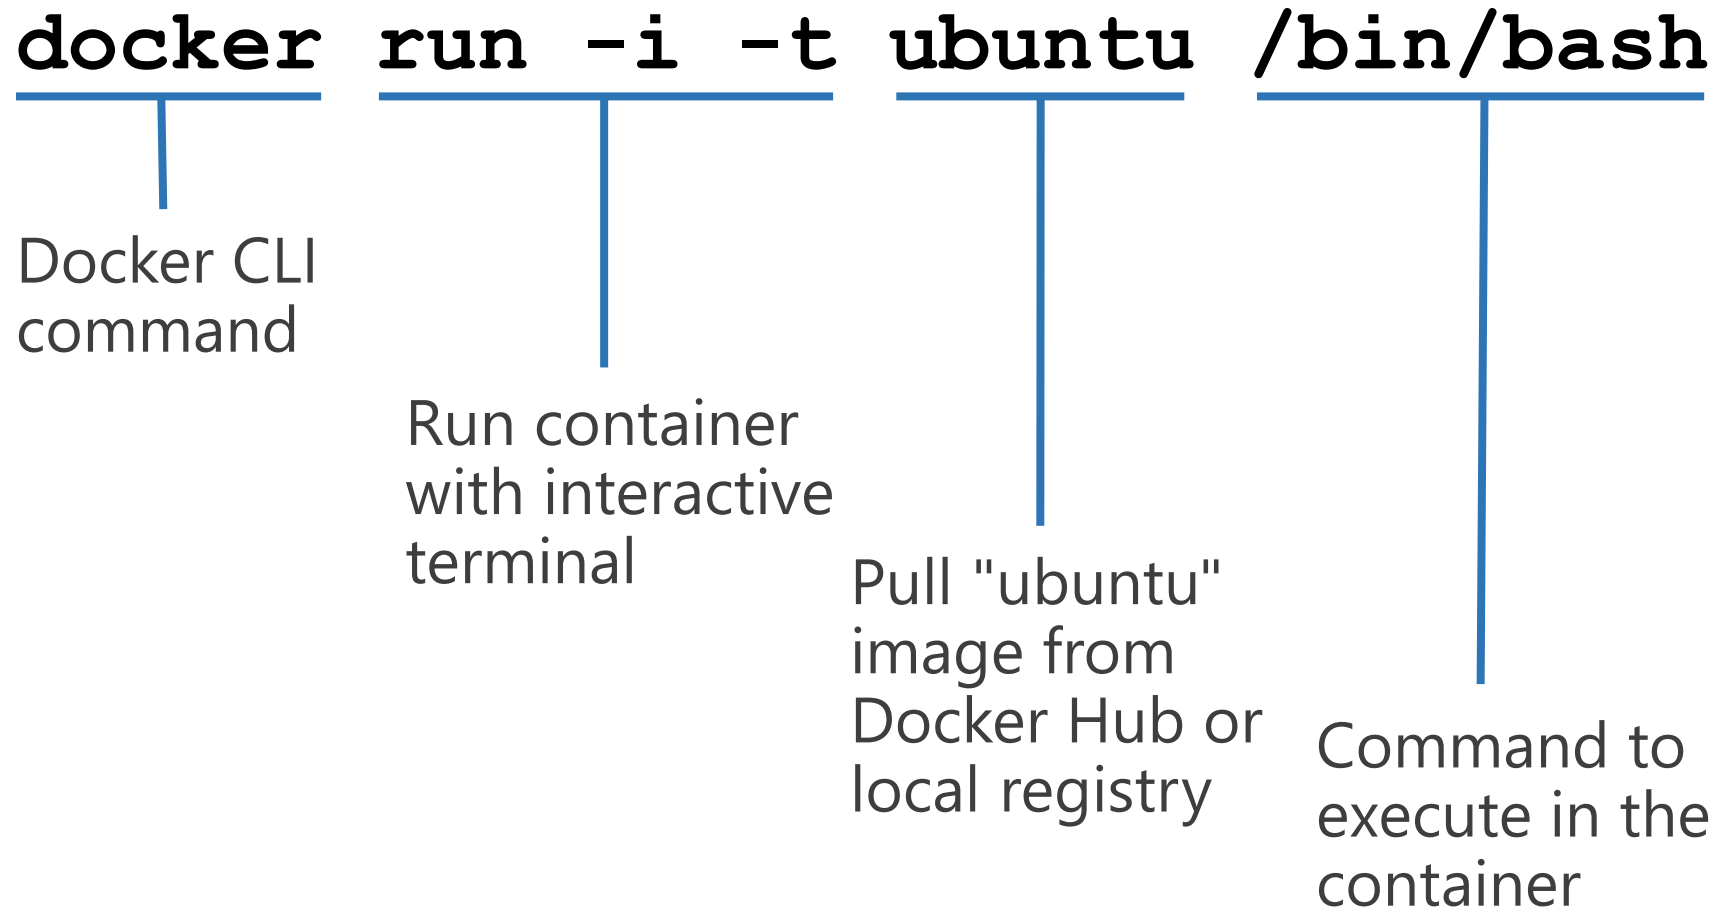 docker run -i -t ubuntu /bin/bash
Docker CLI
command
Run container
with interactive
terminal
Pull "ubuntu"
image from
Docker Hub or
local registry
Command to
execute in the
container